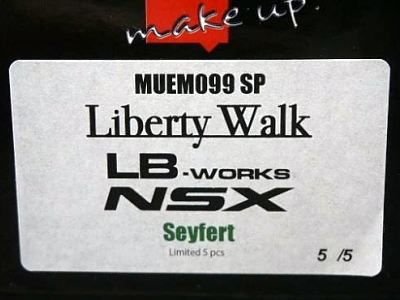 make up.
MUEM099 SP
Liberty Walk
LB-WORKS
NSX
Seyfert
Limited 5 pcs
5 /5